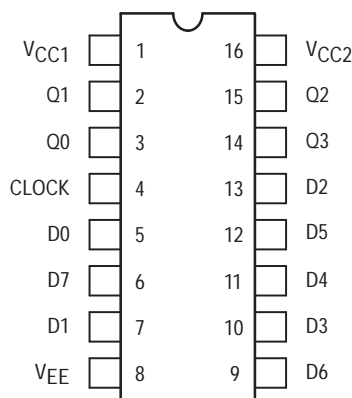 VCC1 1 16 VCC2
Q1 2 15 Q2
Q0 3 14 Q3
CLOCK 4 13 D2
D0 5 12 D5
D7 6 11 D4
D1 7 10 D3
VEE 8 9 D6